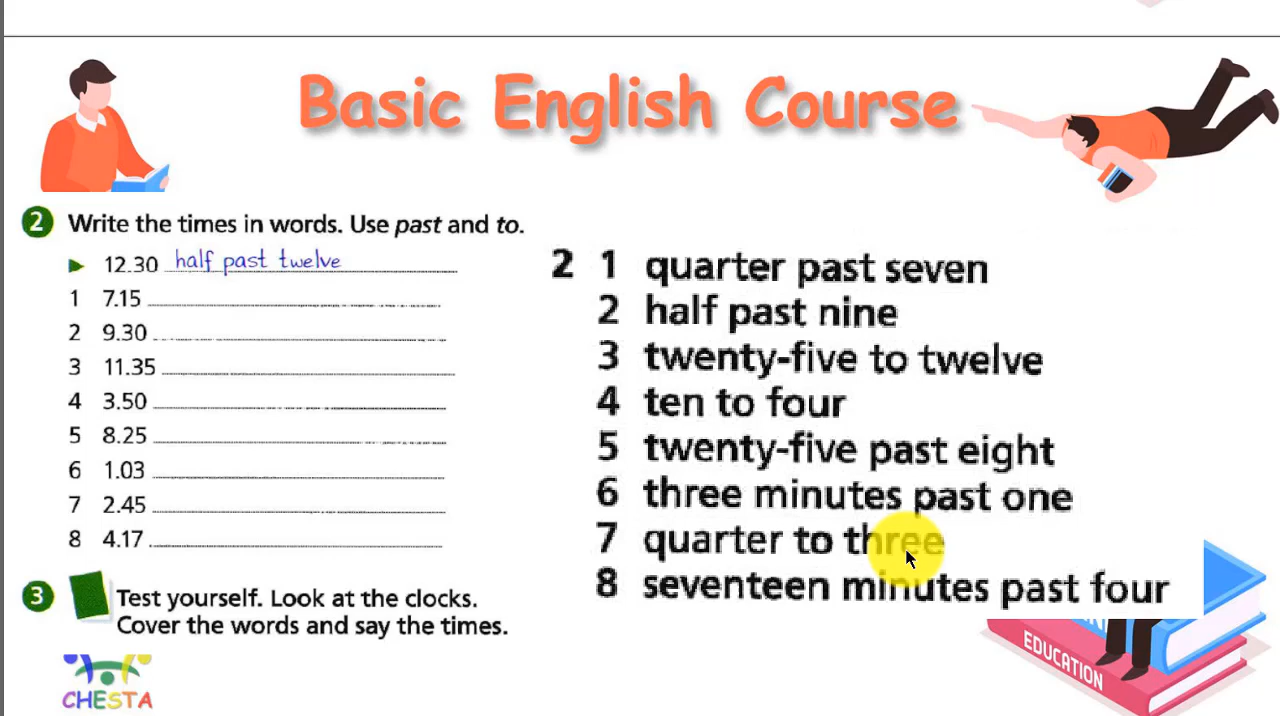 Basic English Course
2 Write the times in words. Use past and to.
12.30 half past twelve
1 7.15
2 9.30
3 11.35
4 3.50
5 8.25
6 1.03
7 2.45
8 4.17
2 1 quarter past seven
2 half past nine
3 twenty-five to twelve
4 ten to four
5 twenty-five past eight
6 three minutes past one
7 quarter to three
8 seventeen minutes past four
3 Test yourself. Look at the clocks.
Cover the words and say the times.
CHESTA
EDUCATION